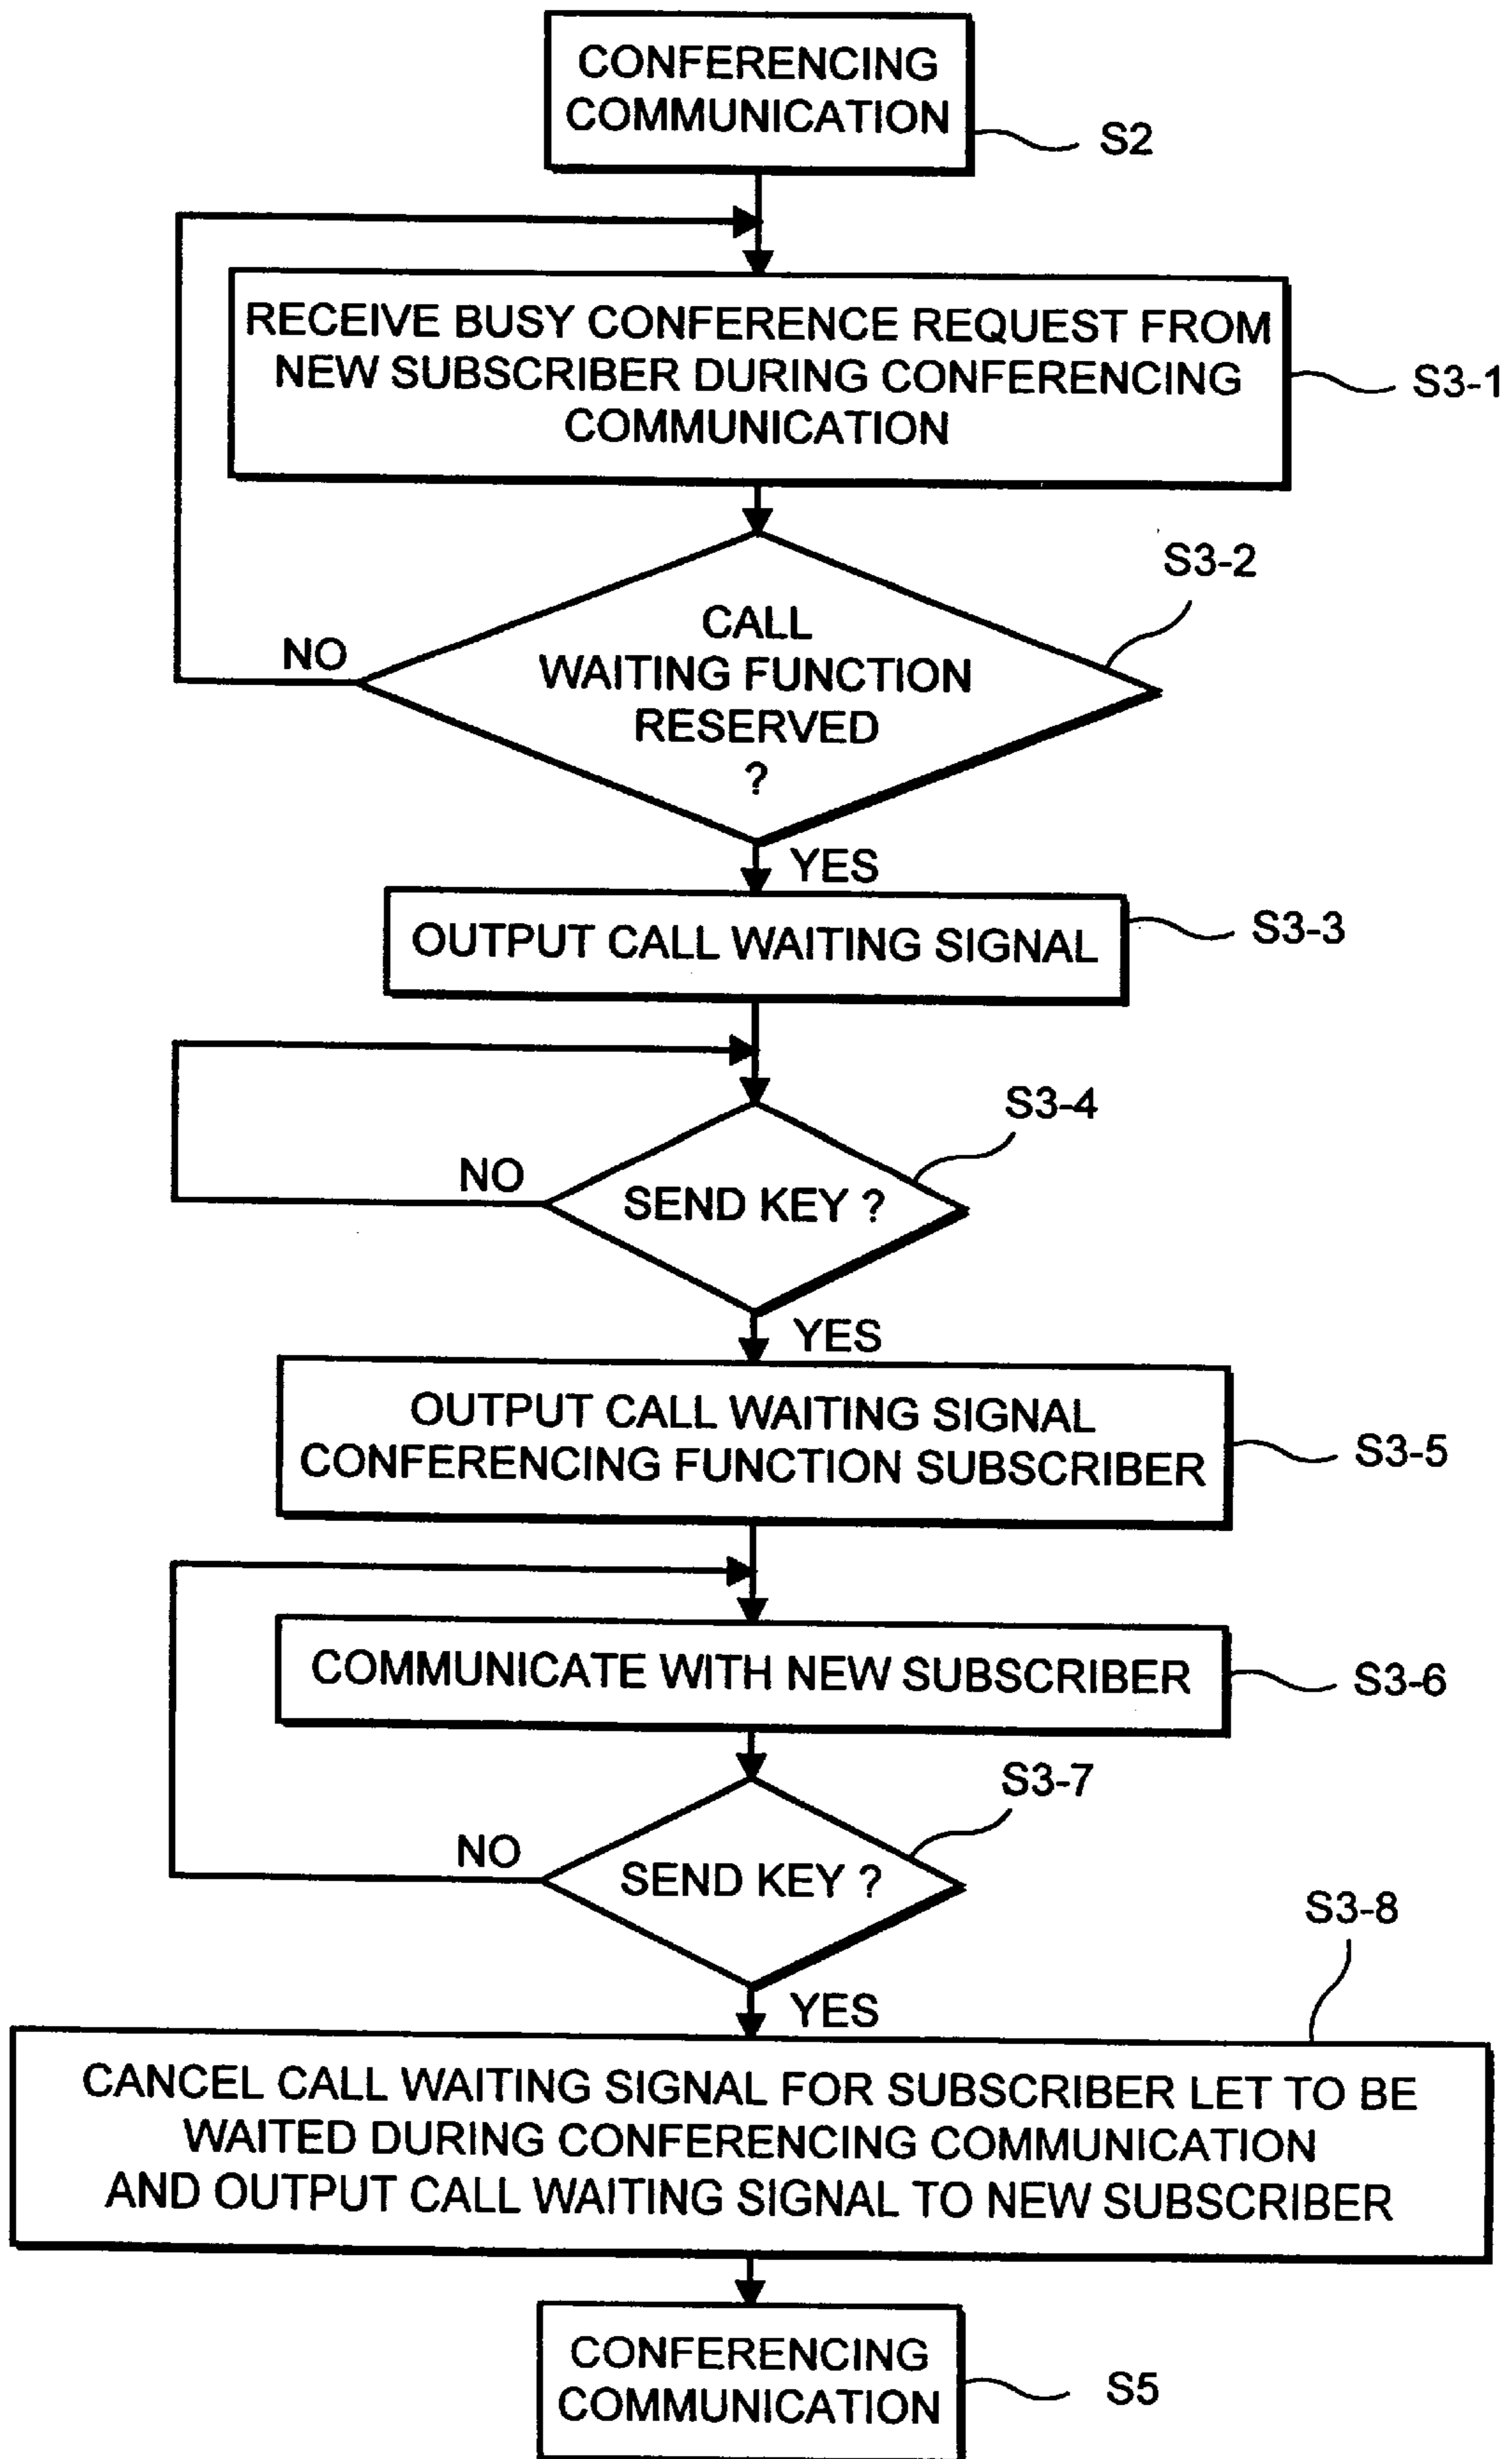 CONFERENCING
COMMUNICATION
S2
RECEIVE BUSY CONFERENCE REQUEST FROM
NEW SUBSCRIBER DURING CONFERENCING
COMMUNICATION
S3-1
S3-2
CALL
WAITING FUNCTION
RESERVED
?
NO
YES
OUTPUT CALL WAITING SIGNAL
S3-3
S3-4
NO
SEND KEY ?
YES
OUTPUT CALL WAITING SIGNAL
CONFERENCING FUNCTION SUBSCRIBER
S3-5
COMMUNICATE WITH NEW SUBSCRIBER
S3-6
S3-7
NO
SEND KEY ?
YES
S3-8
CANCEL CALL WAITING SIGNAL FOR SUBSCRIBER LET TO BE
WAITED DURING CONFERENCING COMMUNICATION
AND OUTPUT CALL WAITING SIGNAL TO NEW SUBSCRIBER
CONFERENCING
COMMUNICATION
S5